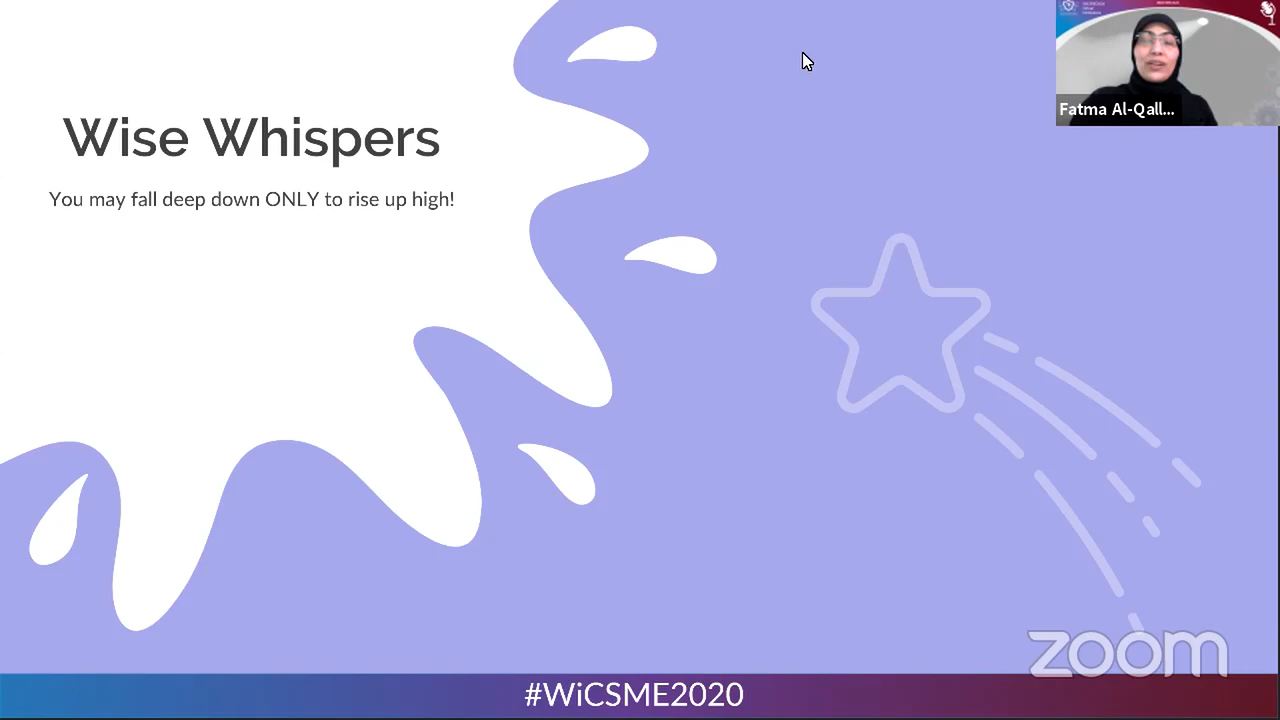 Wise Whispers
You may fall deep down ONLY to rise up high!
Fatma Al-Qall...
zoom
#WiCSME2020